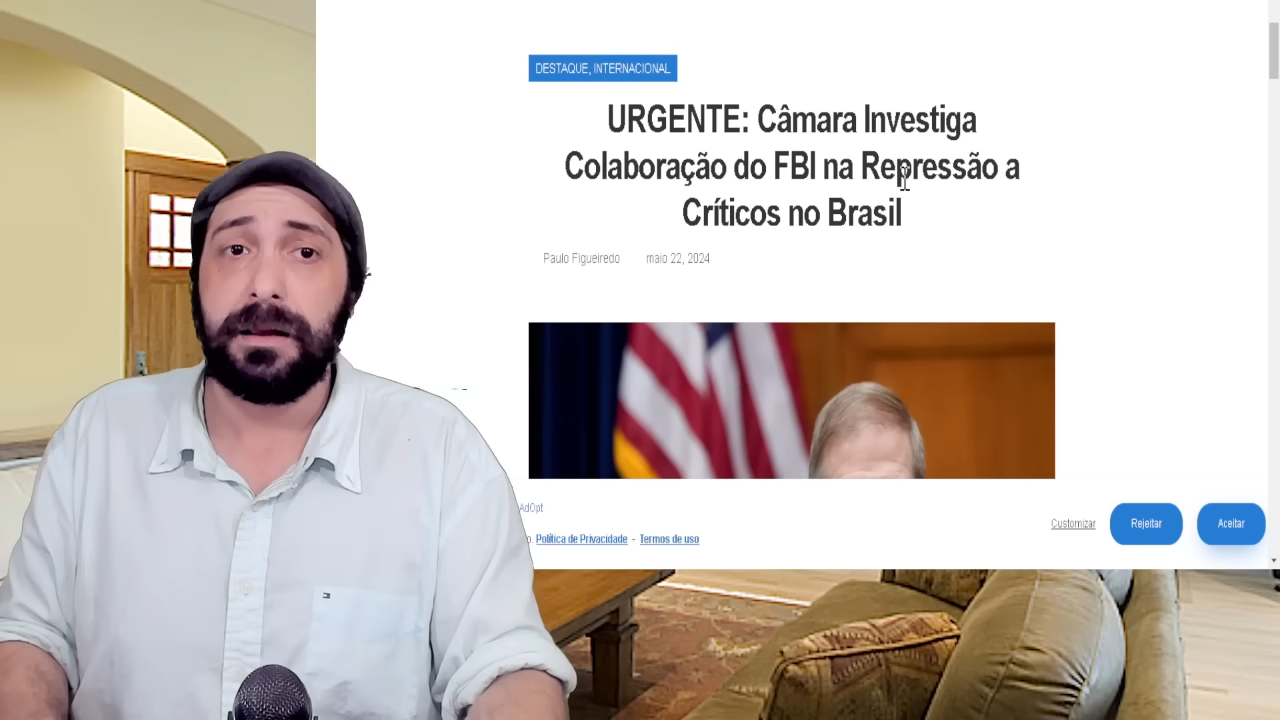 DESTAQUE, INTERNACIONAL
URGENTE: Câmara Investiga
Colaboração do FBI na Repressão a
Críticos no Brasil
Paulo Figueiredo maio 22, 2024
AdOpt
Customizar Rejeitar Aceitar
Política de Privacidade - Termos de uso